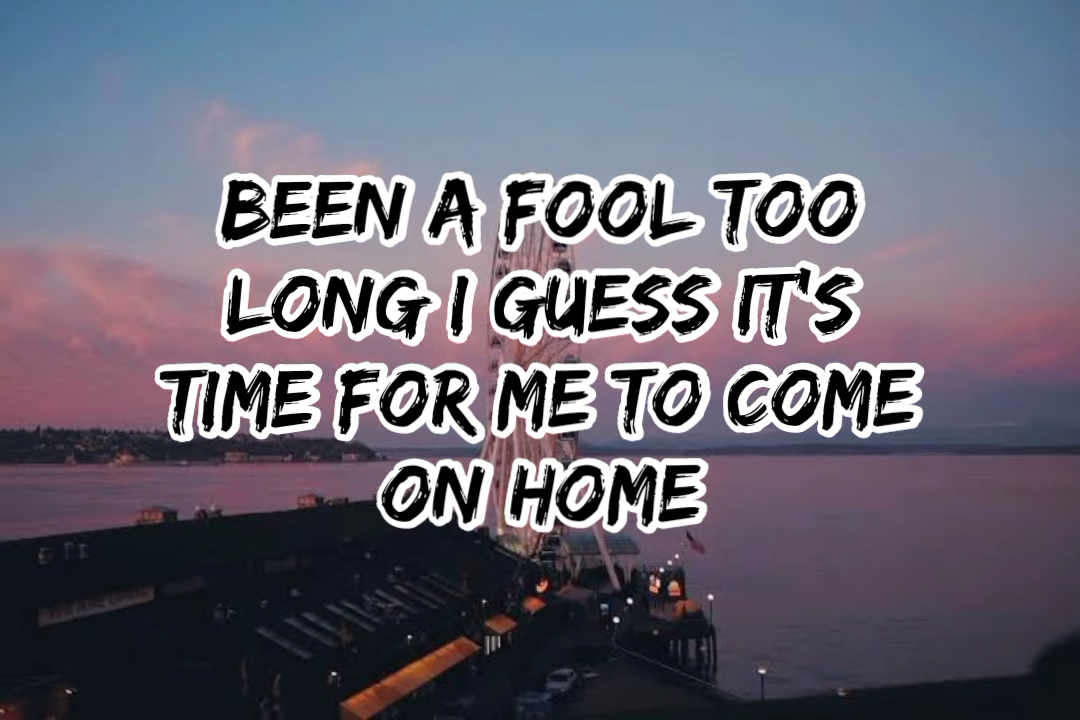 BEEN A FOOL TOO
LONG I GUESS IT'S
TIME FOR ME TO COME
ON HOME